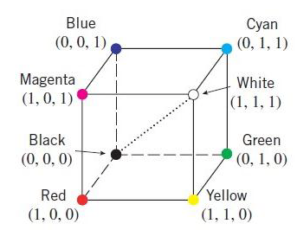 Blue
(0, 0, 1)
Cyan
(0, 1, 1)
Magenta
(1, 0, 1)
White
(1, 1, 1)
Black
(0, 0, 0)
Green
(0, 1, 0)
Red
(1, 0, 0)
Yellow
(1, 1, 0)